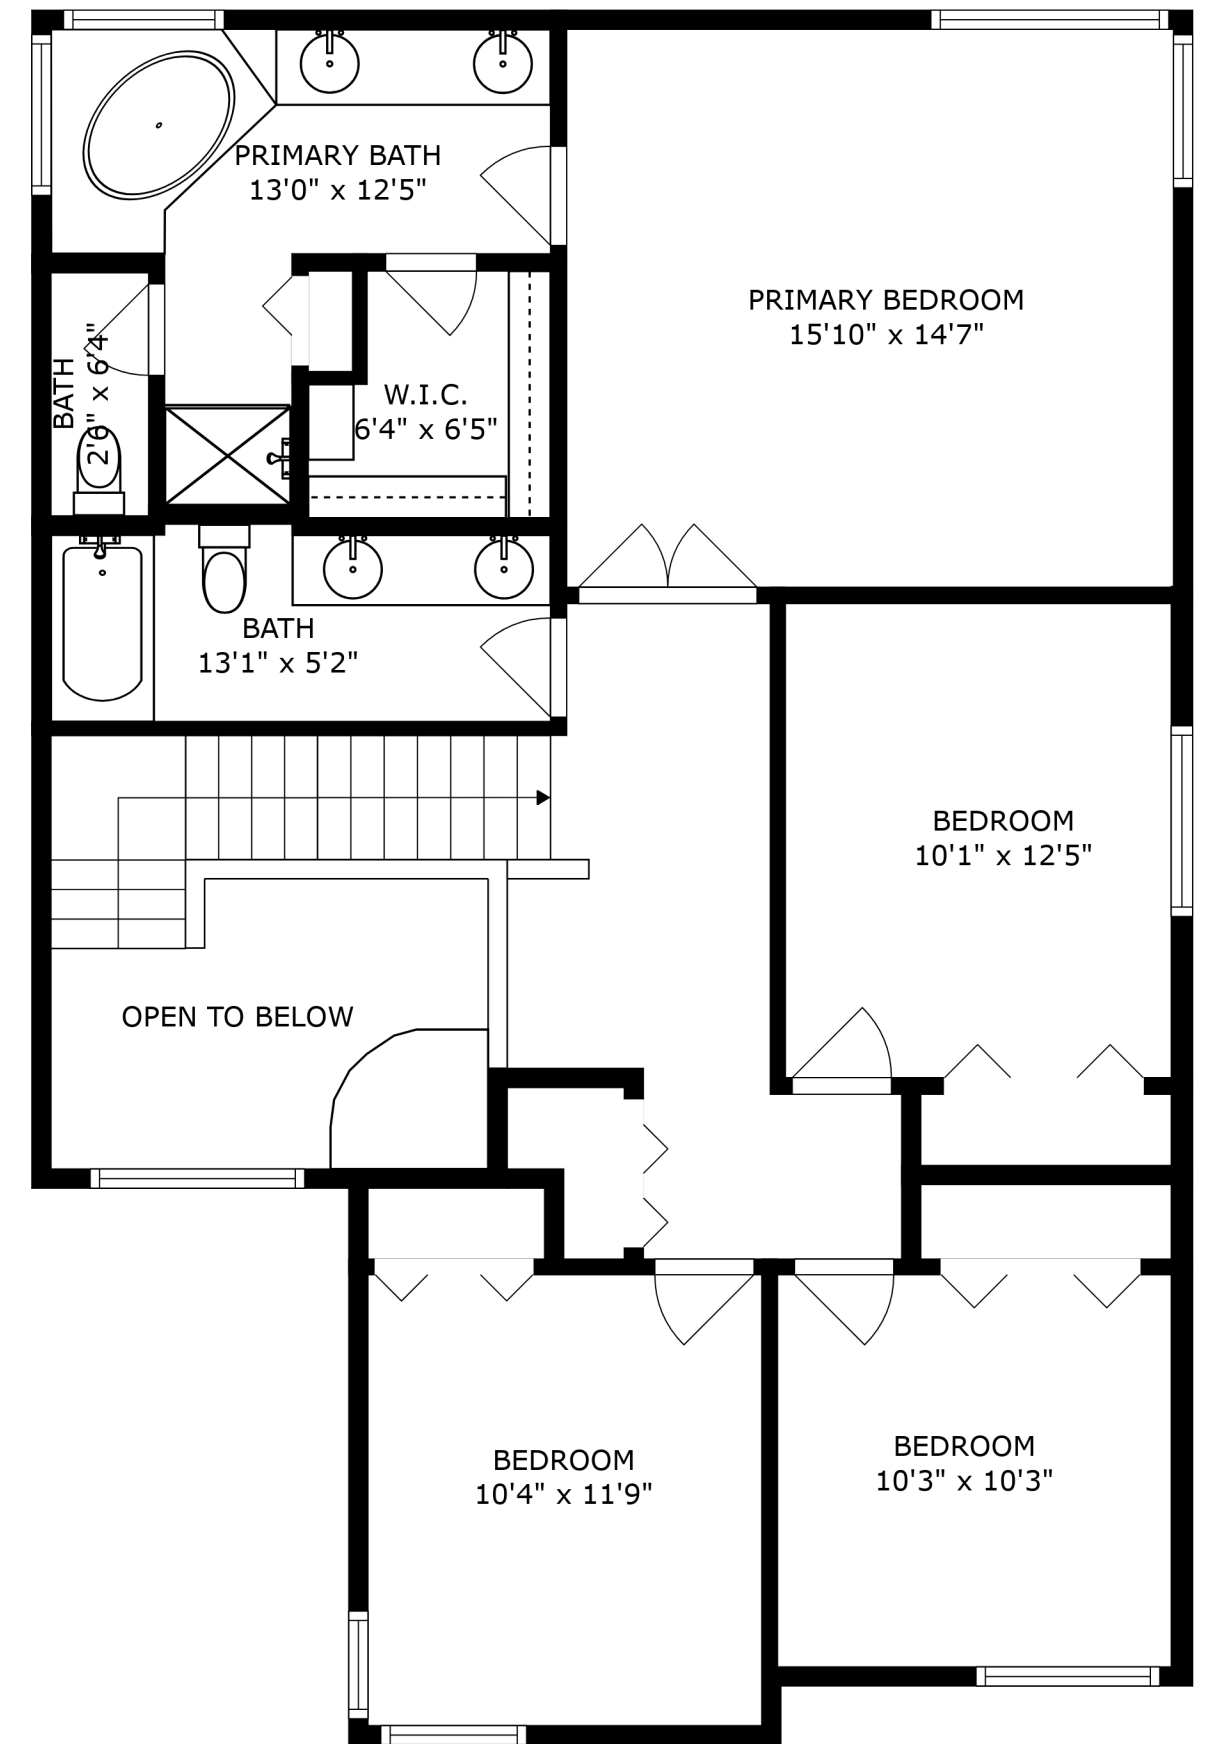 PRIMARY BATH
13'0" x 12'5"
PRIMARY BEDROOM
15'10" x 14'7"
BATH
2'6" x 6'4"
W.I.C.
6'4" x 6'5"
BATH
13'1" x 5'2"
BEDROOM
10'1" x 12'5"
OPEN TO BELOW
BEDROOM
10'4" x 11'9"
BEDROOM
10'3" x 10'3"